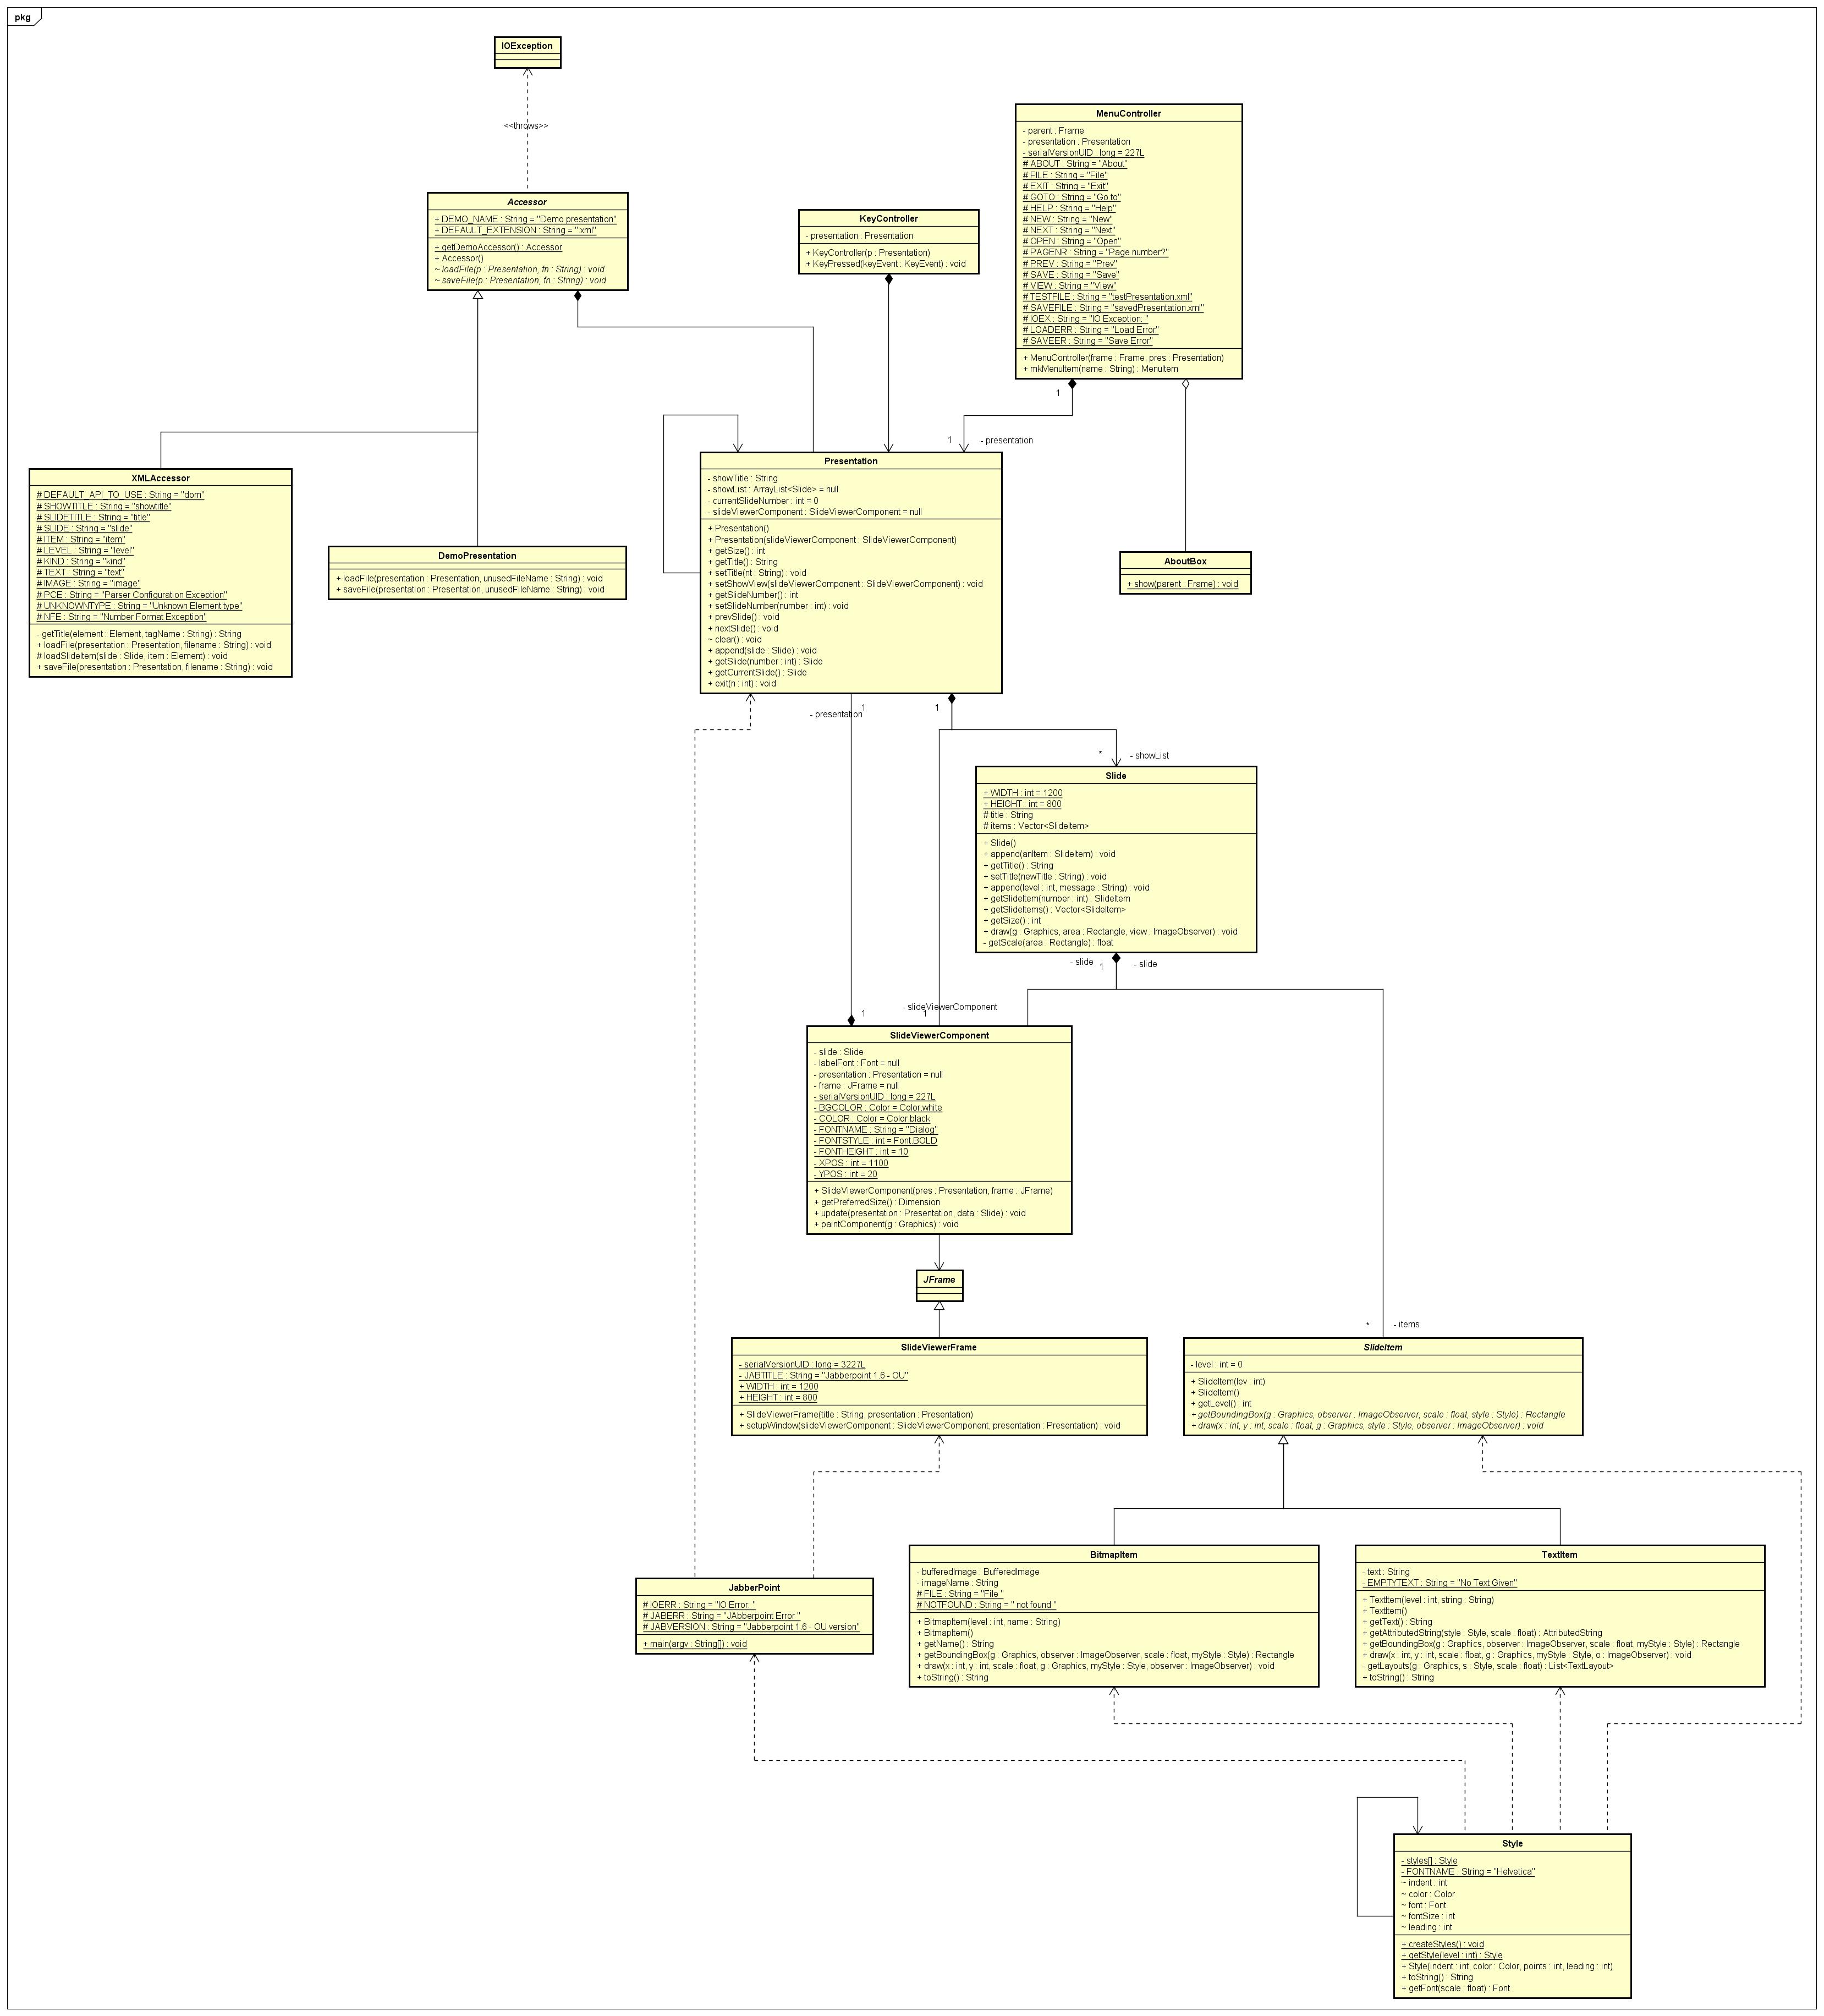 pkg
IOException
<<throws>>
MenuController
- parent : Frame
- presentation : Presentation
- serialVersionUID : long = 227L
# ABOUT : String = "About"
# FILE : String = "File"
# EXIT : String = "Exit"
# GOTO : String = "Go to"
# HELP : String = "Help"
# NEW : String = "New"
# NEXT : String = "Next"
# OPEN : String = "Open"
# PAGENR : String = "Page number?"
# PREV : String = "Prev"
# SAVE : String = "Save"
# VIEW : String = "View"
# TESTFILE : String = "testPresentation.xml"
# SAVEFILE : String = "savedPresentation.xml"
# IOEX : String = "IO Exception: "
# LOADERR : String = "Load Error"
# SAVEER : String = "Save Error"
+ MenuController(frame : Frame, pres : Presentation)
+ mkMenuItem(name : String) : MenuItem
Accessor
+ DEMO_NAME : String = "Demo presentation"
+ DEFAULT_EXTENSION : String = ".xml"
+ getDemoAccessor() : Accessor
+ Accessor()
~ loadFile(p : Presentation, fn : String) : void
~ saveFile(p : Presentation, fn : String) : void
KeyController
- presentation : Presentation
+ KeyController(p : Presentation)
+ KeyPressed(keyEvent : KeyEvent) : void
1
1
- presentation
XMLAccessor
# DEFAULT_API_TO_USE : String = "dom"
# SHOWTITLE : String = "showtitle"
# SLIDETITLE : String = "title"
# SLIDE : String = "slide"
# ITEM : String = "item"
# LEVEL : String = "level"
# KIND : String = "kind"
# TEXT : String = "text"
# IMAGE : String = "image"
# PCE : String = "Parser Configuration Exception"
# UNKNOWNTYPE : String = "Unknown Element type"
# NFE : String = "Number Format Exception"
- getTitle(element : Element, tagName : String) : String
+ loadFile(presentation : Presentation, filename : String) : void
# loadSlideItem(slide : Slide, item : Element) : void
+ saveFile(presentation : Presentation, filename : String) : void
DemoPresentation
+ loadFile(presentation : Presentation, unusedFileName : String) : void
+ saveFile(presentation : Presentation, unusedFileName : String) : void
Presentation
- showTitle : String
- showList : ArrayList<Slide> = null
- currentSlideNumber : int = 0
- slideViewerComponent : SlideViewerComponent = null
+ Presentation()
+ Presentation(slideViewerComponent : SlideViewerComponent)
+ getSize() : int
+ getTitle() : String
+ setTitle(nt : String) : void
+ setShowView(slideViewerComponent : SlideViewerComponent) : void
+ getSlideNumber() : int
+ setSlideNumber(number : int) : void
+ prevSlide() : void
+ nextSlide() : void
~ clear() : void
+ append(slide : Slide) : void
+ getSlide(number : int) : Slide
+ getCurrentSlide() : Slide
+ exit(n : int) : void
AboutBox
+ show(parent : Frame) : void
- presentation
1
1
*
- showList
Slide
+ WIDTH : int = 1200
+ HEIGHT : int = 800
# title : String
# items : Vector<SlideItem>
+ Slide()
+ append(anItem : SlideItem) : void
+ getTitle() : String
+ setTitle(newTitle : String) : void
+ append(level : int, message : String) : void
+ getSlideItem(number : int) : SlideItem
+ getSlideItems() : Vector<SlideItem>
+ getSize() : int
+ draw(g : Graphics, area : Rectangle, view : ImageObserver) : void
- getScale(area : Rectangle) : float
- slide
1
- slide
- slideViewerComponent
1
1
SlideViewerComponent
- slide : Slide
- labelFont : Font = null
- presentation : Presentation = null
- frame : JFrame = null
- serialVersionUID : long = 227L
- BGCOLOR : Color = Color.white
- COLOR : Color = Color.black
- FONTNAME : String = "Dialog"
- FONTSTYLE : int = Font.BOLD
- FONTHEIGHT : int = 10
- XPOS : int = 1100
- YPOS : int = 20
+ SlideViewerComponent(pres : Presentation, frame : JFrame)
+ getPreferredSize() : Dimension
+ update(presentation : Presentation, data : Slide) : void
+ paintComponent(g : Graphics) : void
JFrame
*
- items
SlideViewerFrame
- serialVersionUID : long = 3227L
- JABTITLE : String = "Jabberpoint 1.6 - OU"
+ WIDTH : int = 1200
+ HEIGHT : int = 800
+ SlideViewerFrame(title : String, presentation : Presentation)
+ setupWindow(slideViewerComponent : SlideViewerComponent, presentation : Presentation) : void
SlideItem
- level : int = 0
+ SlideItem(lev : int)
+ SlideItem()
+ getLevel() : int
+ getBoundingBox(g : Graphics, observer : ImageObserver, scale : float, style : Style) : Rectangle
+ draw(x : int, y : int, scale : float, g : Graphics, style : Style, observer : ImageObserver) : void
JabberPoint
# IOERR : String = "IO Error: "
# JABERR : String = "JAbberpoint Error "
# JABVERSION : String = "Jabberpoint 1.6 - OU version"
+ main(argv : String[]) : void
BitmapItem
- bufferedImage : BufferedImage
- imageName : String
# FILE : String = "File "
# NOTFOUND : String = " not found "
+ BitmapItem(level : int, name : String)
+ BitmapItem()
+ getName() : String
+ getBoundingBox(g : Graphics, observer : ImageObserver, scale : float, myStyle : Style) : Rectangle
+ draw(x : int, y : int, scale : float, g : Graphics, myStyle : Style, observer : ImageObserver) : void
+ toString() : String
TextItem
- text : String
- EMPTYTEXT : String = "No Text Given"
+ TextItem(level : int, string : String)
+ TextItem()
+ getText() : String
+ getAttributedString(style : Style, scale : float) : AttributedString
+ getBoundingBox(g : Graphics, observer : ImageObserver, scale : float, myStyle : Style) : Rectangle
+ draw(x : int, y : int, scale : float, g : Graphics, myStyle : Style, o : ImageObserver) : void
- getLayouts(g : Graphics, s : Style, scale : float) : List<TextLayout>
+ toString() : String
Style
- styles[] : Style
- FONTNAME : String = "Helvetica"
~ indent : int
~ color : Color
~ font : Font
~ fontSize : int
~ leading : int
+ createStyles() : void
+ getStyle(level : int) : Style
+ Style(indent : int, color : Color, points : int, leading : int)
+ toString() : String
+ getFont(scale : float) : Font